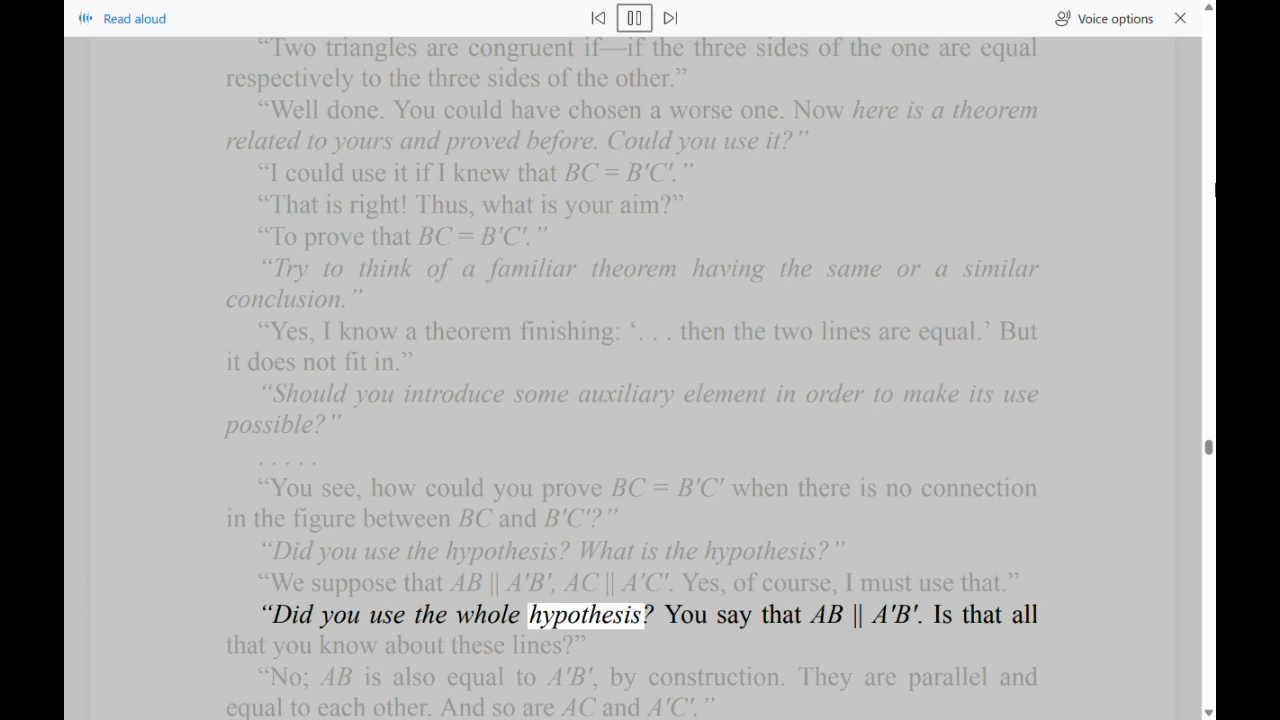 Read aloud
Voice options
“Two triangles are congruent if—if the three sides of the one are equal
respectively to the three sides of the other.”
“Well done. You could have chosen a worse one. Now here is a theorem
related to yours and proved before. Could you use it?”
“I could use it if I knew that BC = B′C′.”
“That is right! Thus, what is your aim?”
“To prove that BC = B′C′.”
“Try to think of a familiar theorem having the same or a similar
conclusion.”
“Yes, I know a theorem finishing: ‘. . . then the two lines are equal.’ But
it does not fit in.”
“Should you introduce some auxiliary element in order to make its use
possible?”
. . . . .
“You see, how could you prove BC = B′C′ when there is no connection
in the figure between BC and B′C′?”
“Did you use the hypothesis? What is the hypothesis?”
“We suppose that AB || A′B′, AC || A′C′. Yes, of course, I must use that.”
“Did you use the whole hypothesis? You say that AB || A′B′. Is that all
that you know about these lines?”
“No; AB is also equal to A′B′, by construction. They are parallel and
equal to each other. And so are AC and A′C′.”